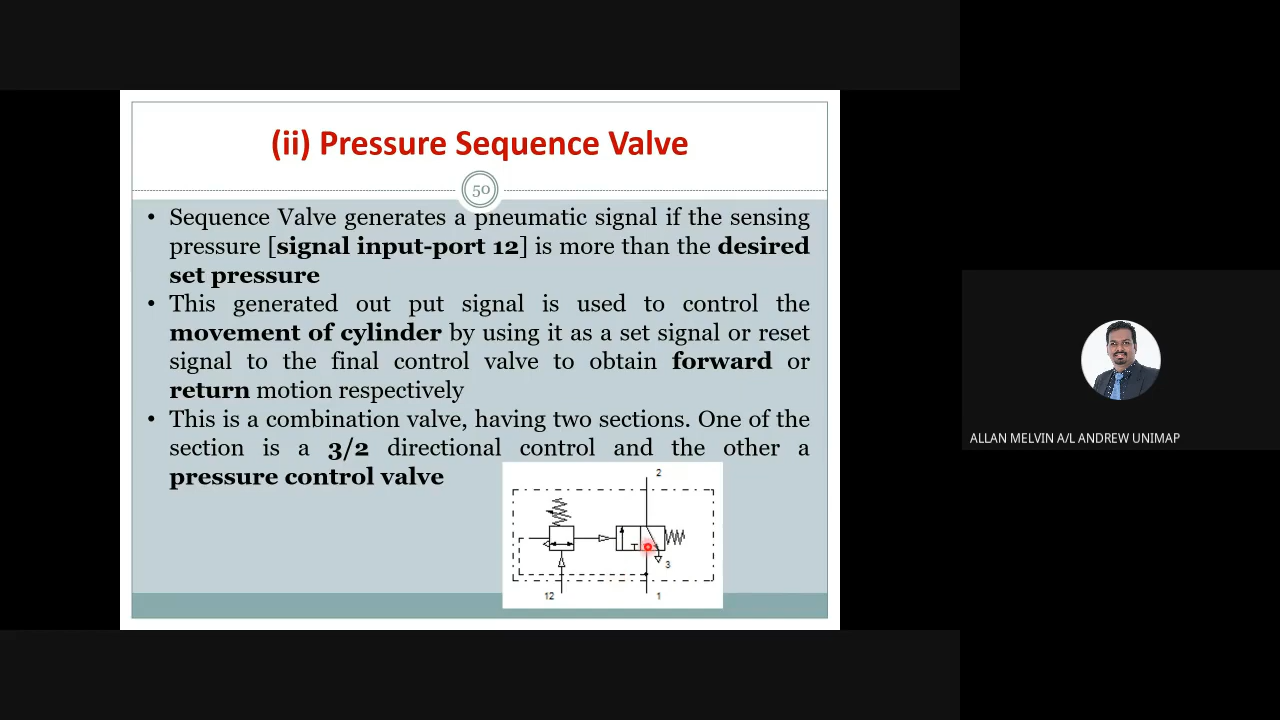 (ii) Pressure Sequence Valve
50
• Sequence Valve generates a pneumatic signal if the sensing
pressure [signal input-port 12] is more than the desired
set pressure
• This generated out put signal is used to control the
movement of cylinder by using it as a set signal or reset
signal to the final control valve to obtain forward or
return motion respectively
• This is a combination valve, having two sections. One of the
section is a 3/2 directional control and the other a
pressure control valve
2
3
12
1
ALLAN MELVIN A/L ANDREW UNIMAP